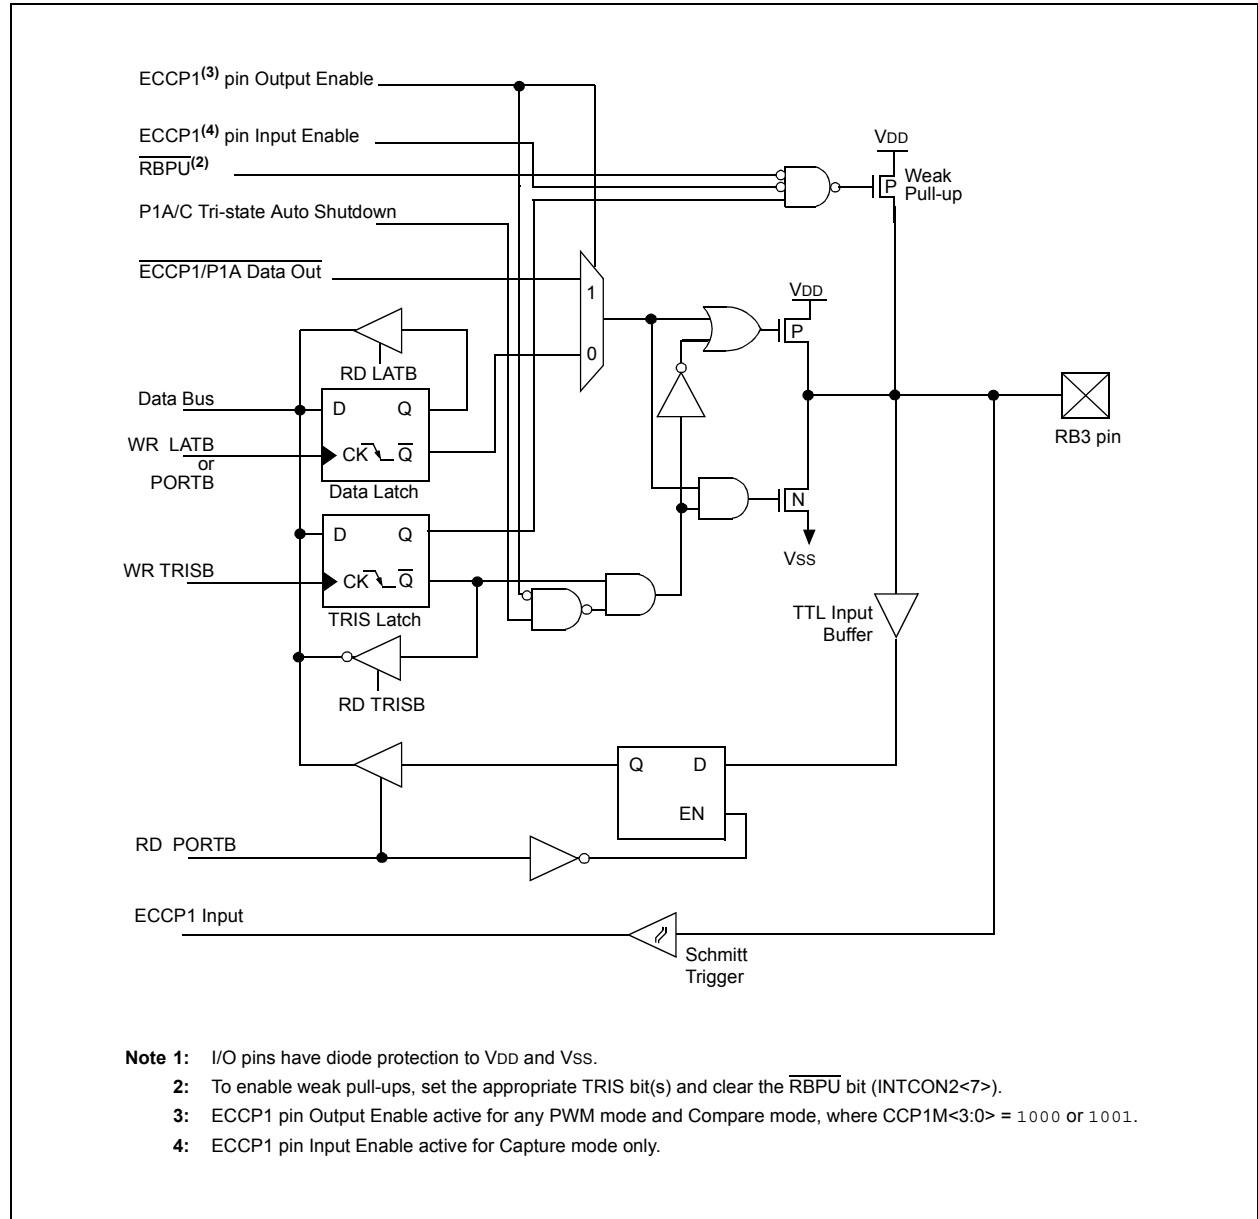 ECCP1(3) pin Output Enable
ECCP1(4) pin Input Enable
RBPU(2)
P1A/C Tri-state Auto Shutdown
ECCP1/P1A Data Out
VDD
P
Weak
Pull-up
1
0
VDD
P
RD LATB
Data Bus
D Q
WR LATB
or
PORTB
CK Q
Data Latch
RB3 pin
N
VSS
D Q
WR TRISB
CK Q
TRIS Latch
TTL Input
Buffer
RD TRISB
Q D
EN
RD PORTB
ECCP1 Input
Schmitt
Trigger
Note 1: I/O pins have diode protection to VDD and VSS.
2: To enable weak pull-ups, set the appropriate TRIS bit(s) and clear the RBPU bit (INTCON2<7>).
3: ECCP1 pin Output Enable active for any PWM mode and Compare mode, where CCP1M<3:0> = 1000 or 1001.
4: ECCP1 pin Input Enable active for Capture mode only.